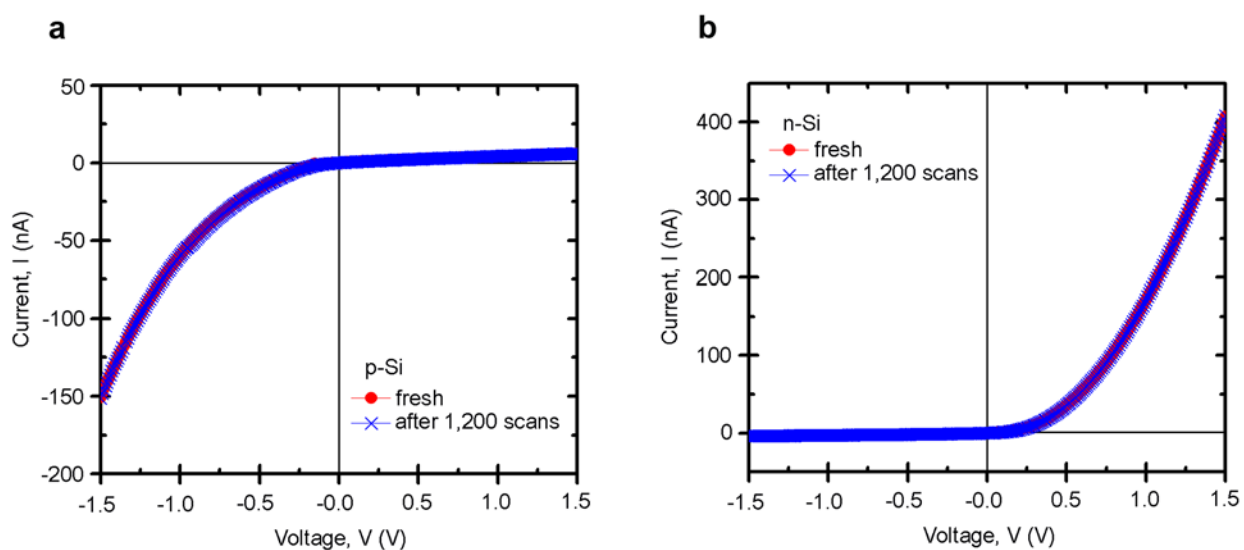 a
50
0
-50
-100
-150
-200
-1.5 -1.0 -0.5 -0.0 0.5 1.0 1.5
Current, I (nA)
Voltage, V (V)
p-Si
fresh
after 1,200 scans
b
400
300
200
100
0
-1.5 -1.0 -0.5 -0.0 0.5 1.0 1.5
Current, I (nA)
Voltage, V (V)
n-Si
fresh
after 1,200 scans